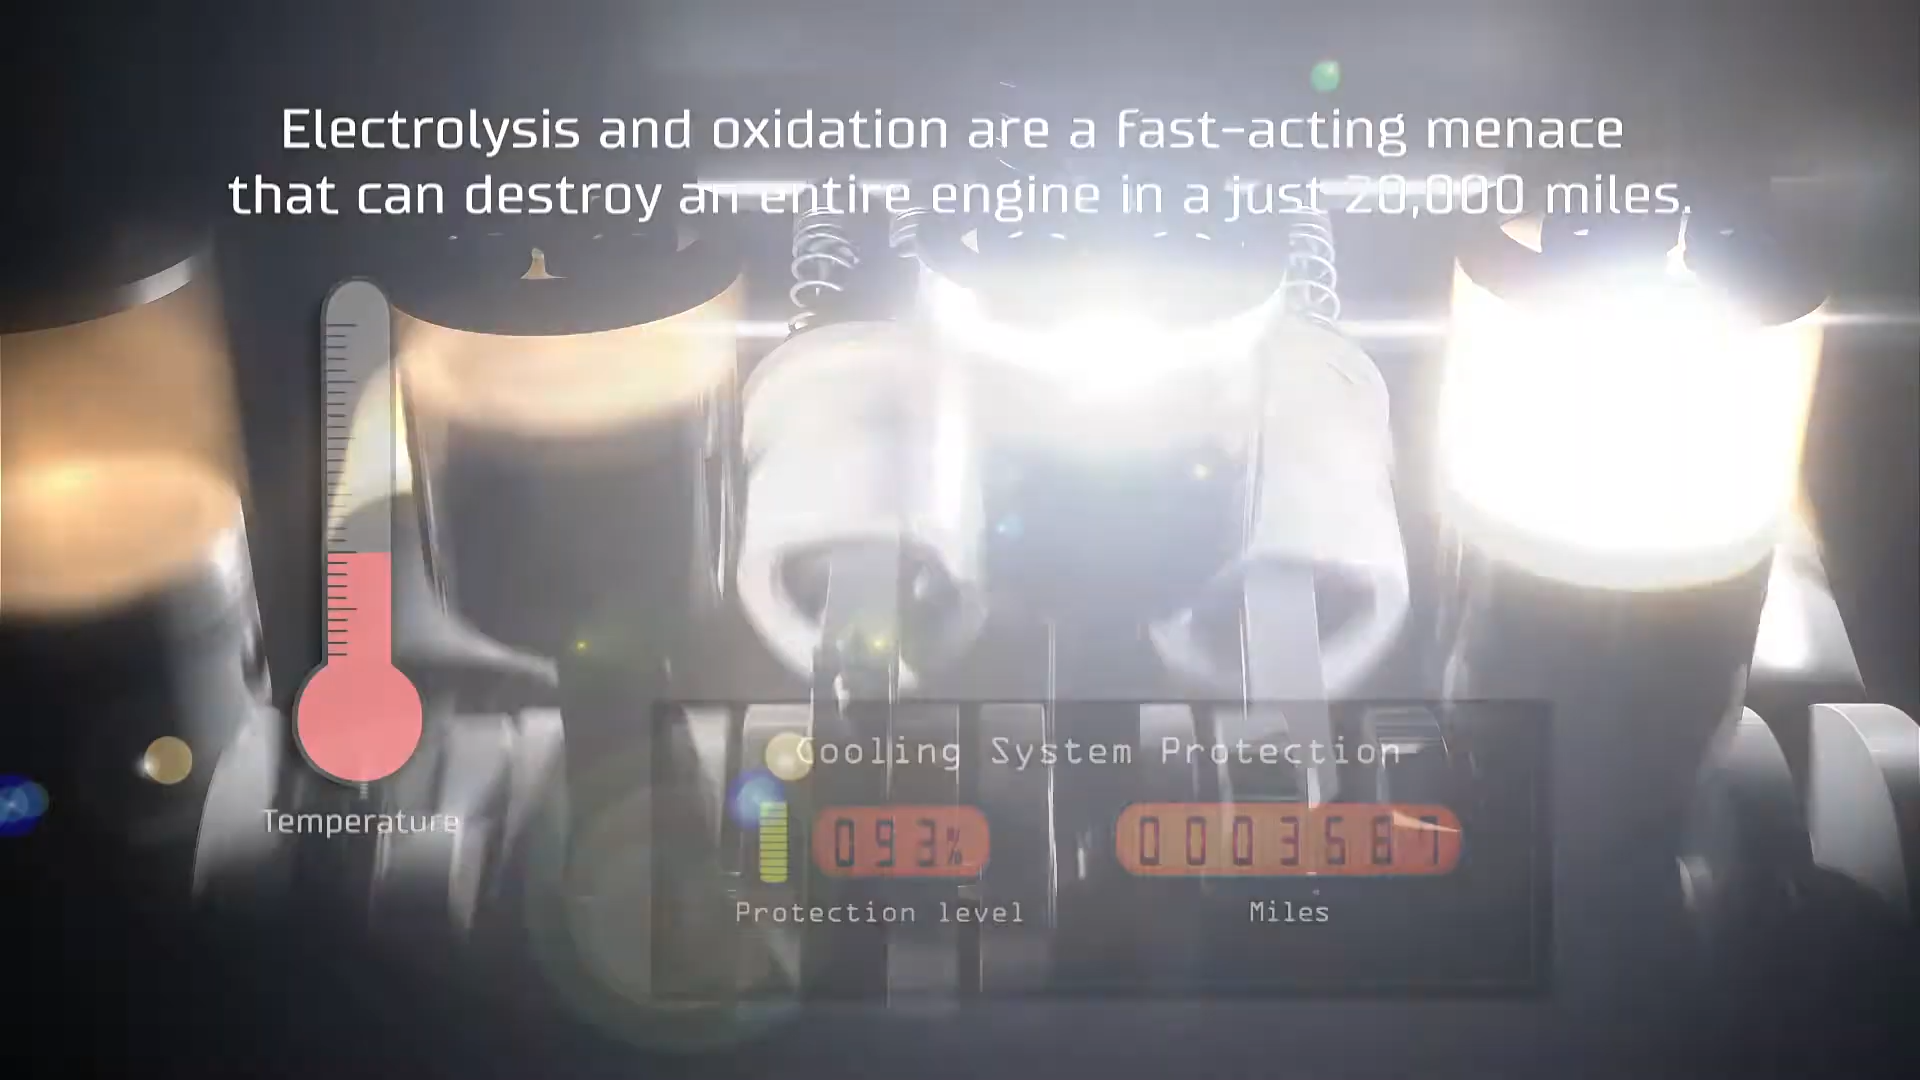 Electrolysis and oxidation are a fast-acting menace
that can destroy an entire engine in a just 20,000 miles.
Cooling System Protection
Temperature
093%
0003587
Protection level
Miles